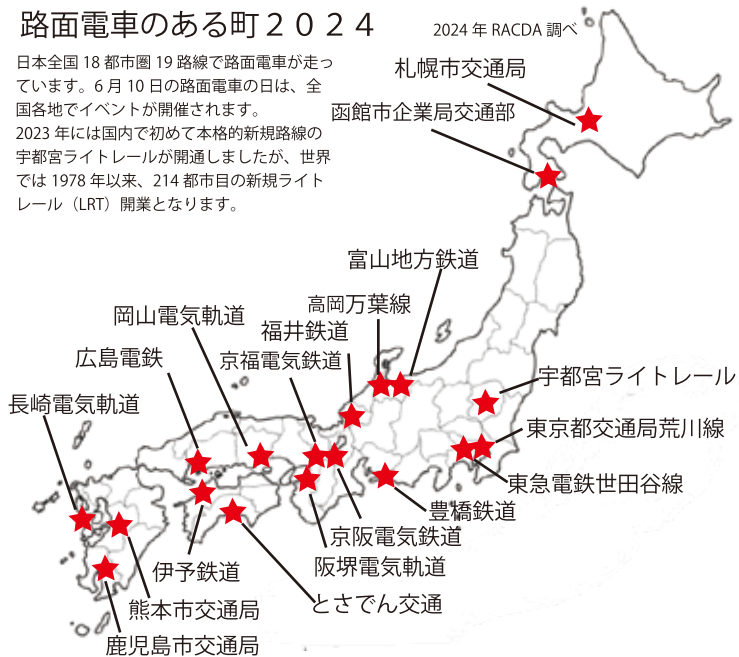 路面電車のある町２０２４
2024 年 RACDA 調べ
日本全国 18 都市圏 19 路線で路面電車が走っ
ています。6 月 10 日の路面電車の日は、全
国各地でイベントが開催されます。
2023 年には国内で初めて本格的新規路線の
宇都宮ライトレールが開通しましたが、世界
では 1978 年以来、214 都市目の新規ライト
レール（LRT）開業となります。
札幌市交通局
函館市企業局交通部
富山地方鉄道
高岡万葉線
岡山電気軌道
福井鉄道
広島電鉄
京福電気鉄道
長崎電気軌道
宇都宮ライトレール
東京都交通局荒川線
東急電鉄世田谷線
豊橋鉄道
京阪電気鉄道
阪堺電気軌道
伊予鉄道
とさでん交通
熊本市交通局
鹿児島市交通局